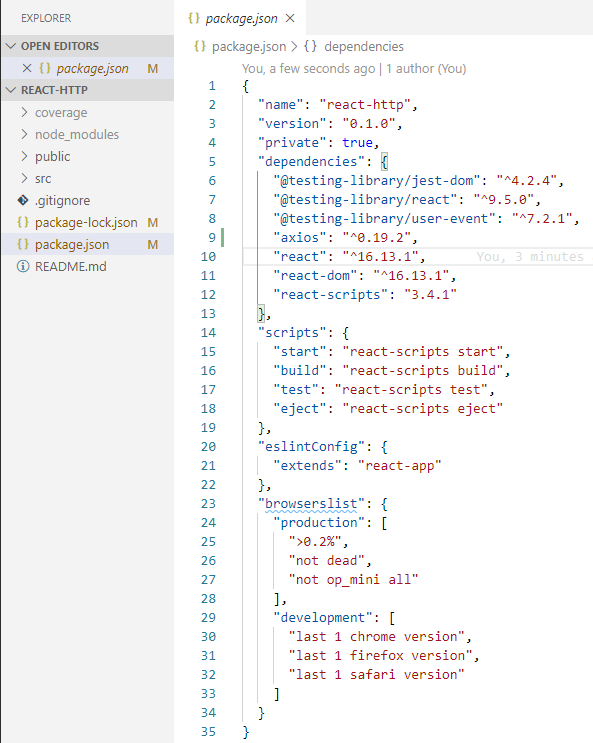 EXPLORER
OPEN EDITORS
package.json M
REACT-HTTP
coverage
node_modules
public
src
.gitignore
package-lock.json M
package.json M
README.md
package.json
package.json > {} dependencies
You, a few seconds ago | 1 author (You)
1 {
2 "name": "react-http",
3 "version": "0.1.0",
4 "private": true,
5 "dependencies": {
6 "@testing-library/jest-dom": "^4.2.4",
7 "@testing-library/react": "^9.5.0",
8 "@testing-library/user-event": "^7.2.1",
9 "axios": "^0.19.2",
10 "react": "^16.13.1", You, 3 minutes
11 "react-dom": "^16.13.1",
12 "react-scripts": "3.4.1"
13 },
14 "scripts": {
15 "start": "react-scripts start",
16 "build": "react-scripts build",
17 "test": "react-scripts test",
18 "eject": "react-scripts eject"
19 },
20 "eslintConfig": {
21 "extends": "react-app"
22 },
23 "browserslist": {
24 "production": [
25 ">0.2%",
26 "not dead",
27 "not op_mini all"
28 ],
29 "development": [
30 "last 1 chrome version",
31 "last 1 firefox version",
32 "last 1 safari version"
33 ]
34 }
35 }